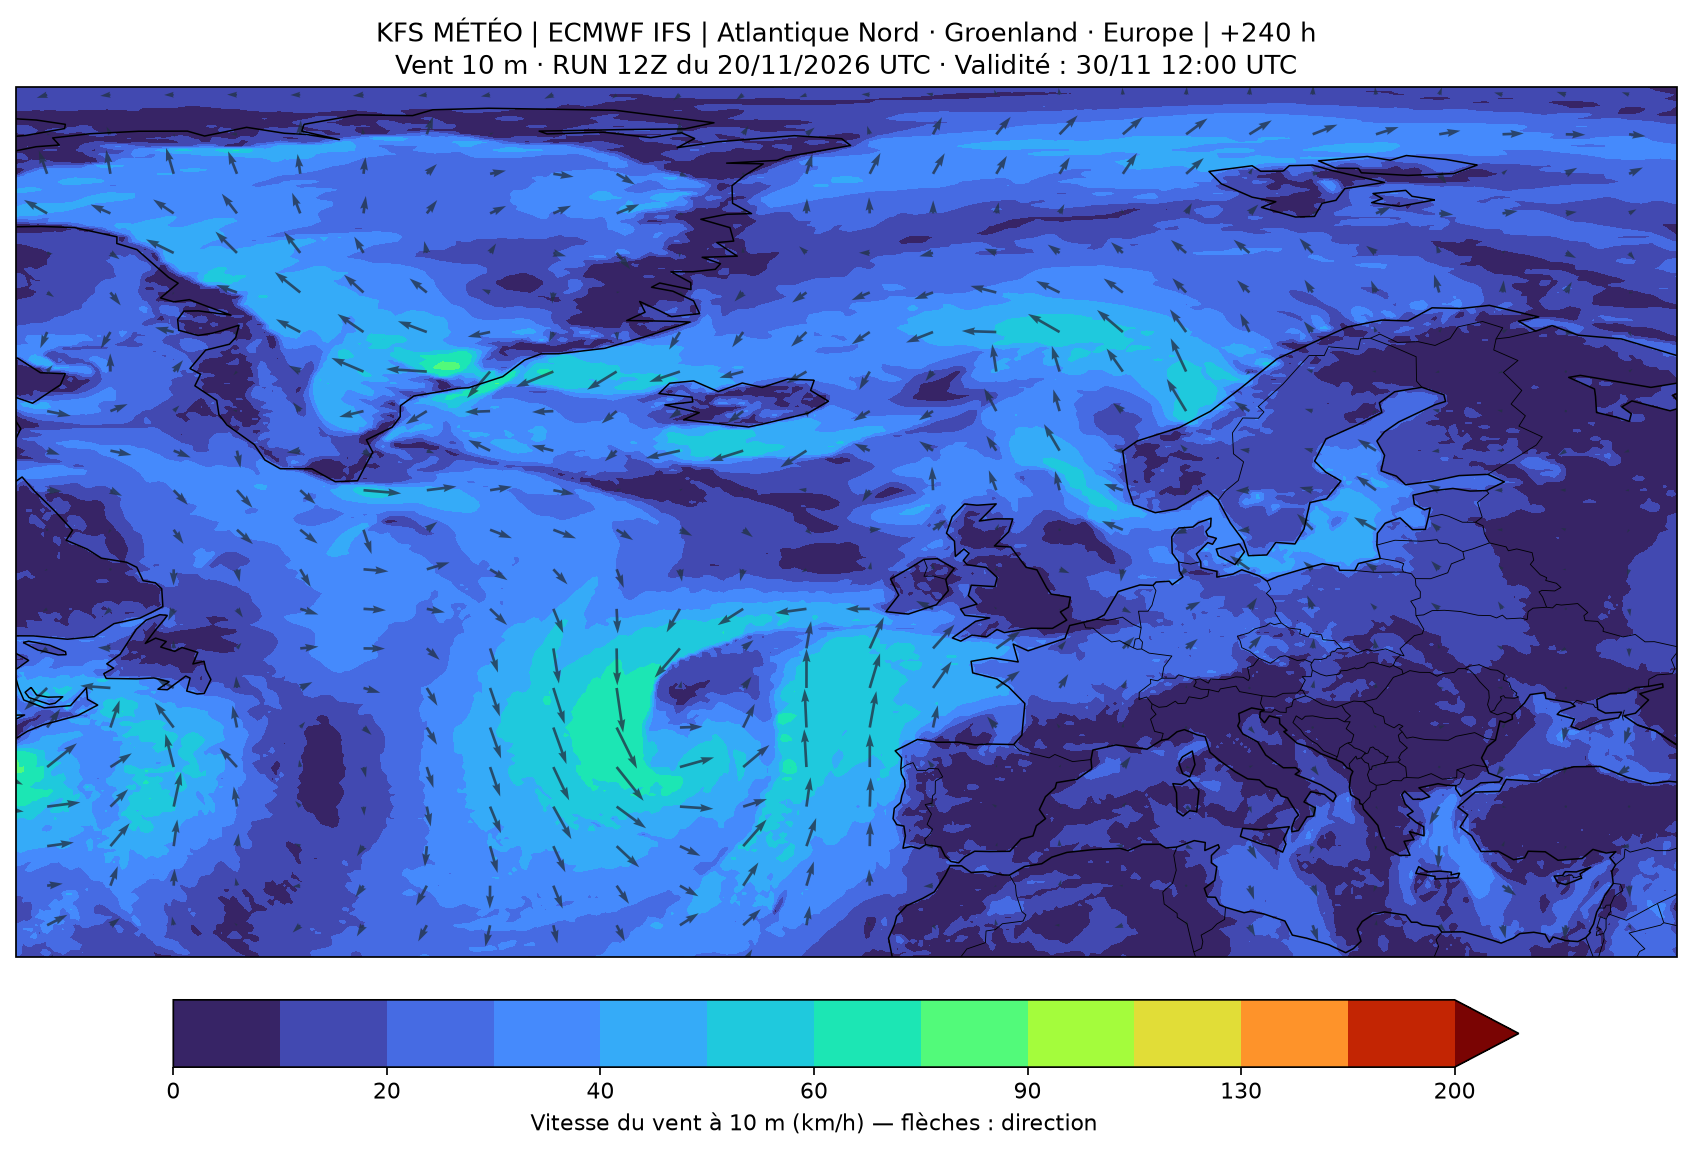 KFS MÉTÉO | ECMWF IFS | Atlantique Nord · Groenland · Europe | +240 h
Vent 10 m · RUN 12Z du 20/11/2026 UTC · Validité : 30/11 12:00 UTC
0 20 40 60 90 130 200
Vitesse du vent à 10 m (km/h) — flèches : direction